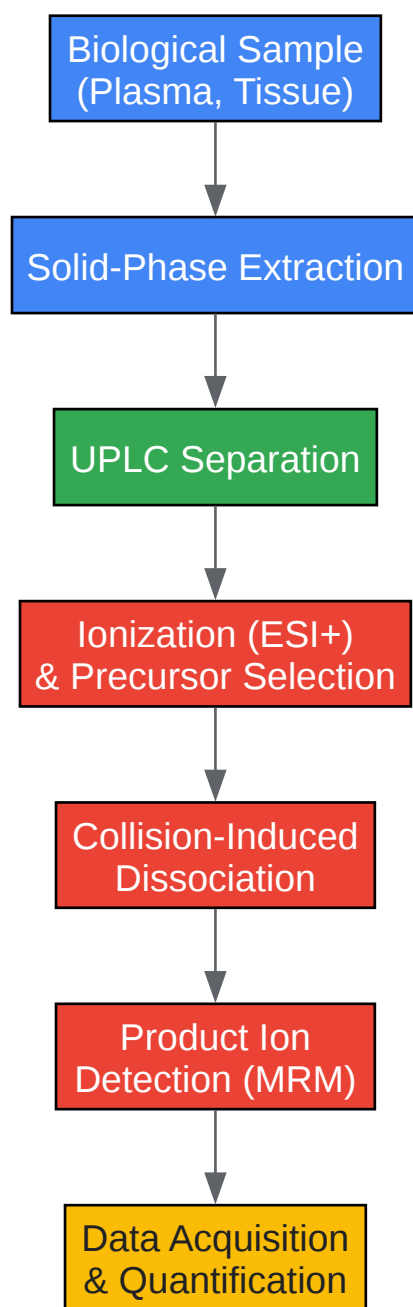 Biological Sample
(Plasma, Tissue)
Solid-Phase Extraction
UPLC Separation
Ionization (ESI+)
& Precursor Selection
Collision-Induced
Dissociation
Product Ion
Detection (MRM)
Data Acquisition
& Quantification